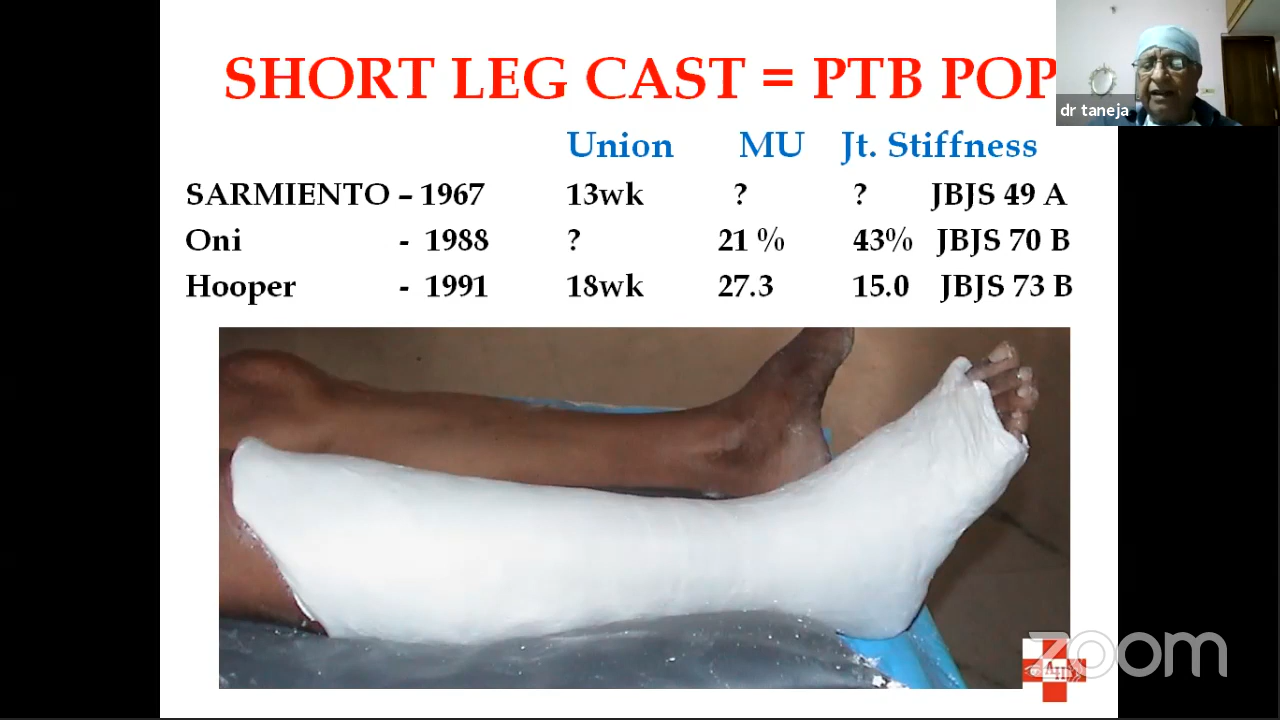 SHORT LEG CAST = PTB POP
dr taneja
Union MU Jt. Stiffness
SARMIENTO – 1967 13wk ? ? JBJS 49 A
Oni - 1988 ? 21 % 43% JBJS 70 B
Hooper - 1991 18wk 27.3 15.0 JBJS 73 B
zoom